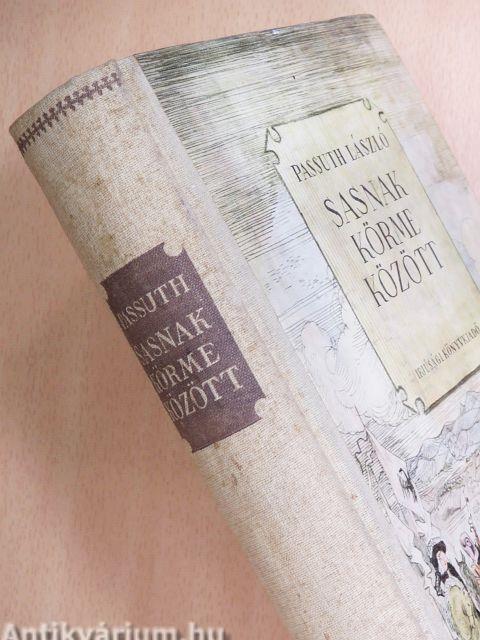 PASSUTH
SASNAK
KÖRME
KÖZÖTT
PASSUTH LÁSZLÓ
SASNAK
KÖRME
KÖZÖTT
IFJÚSÁGI KÖNYVKIADÓ
Antikvárium.hu